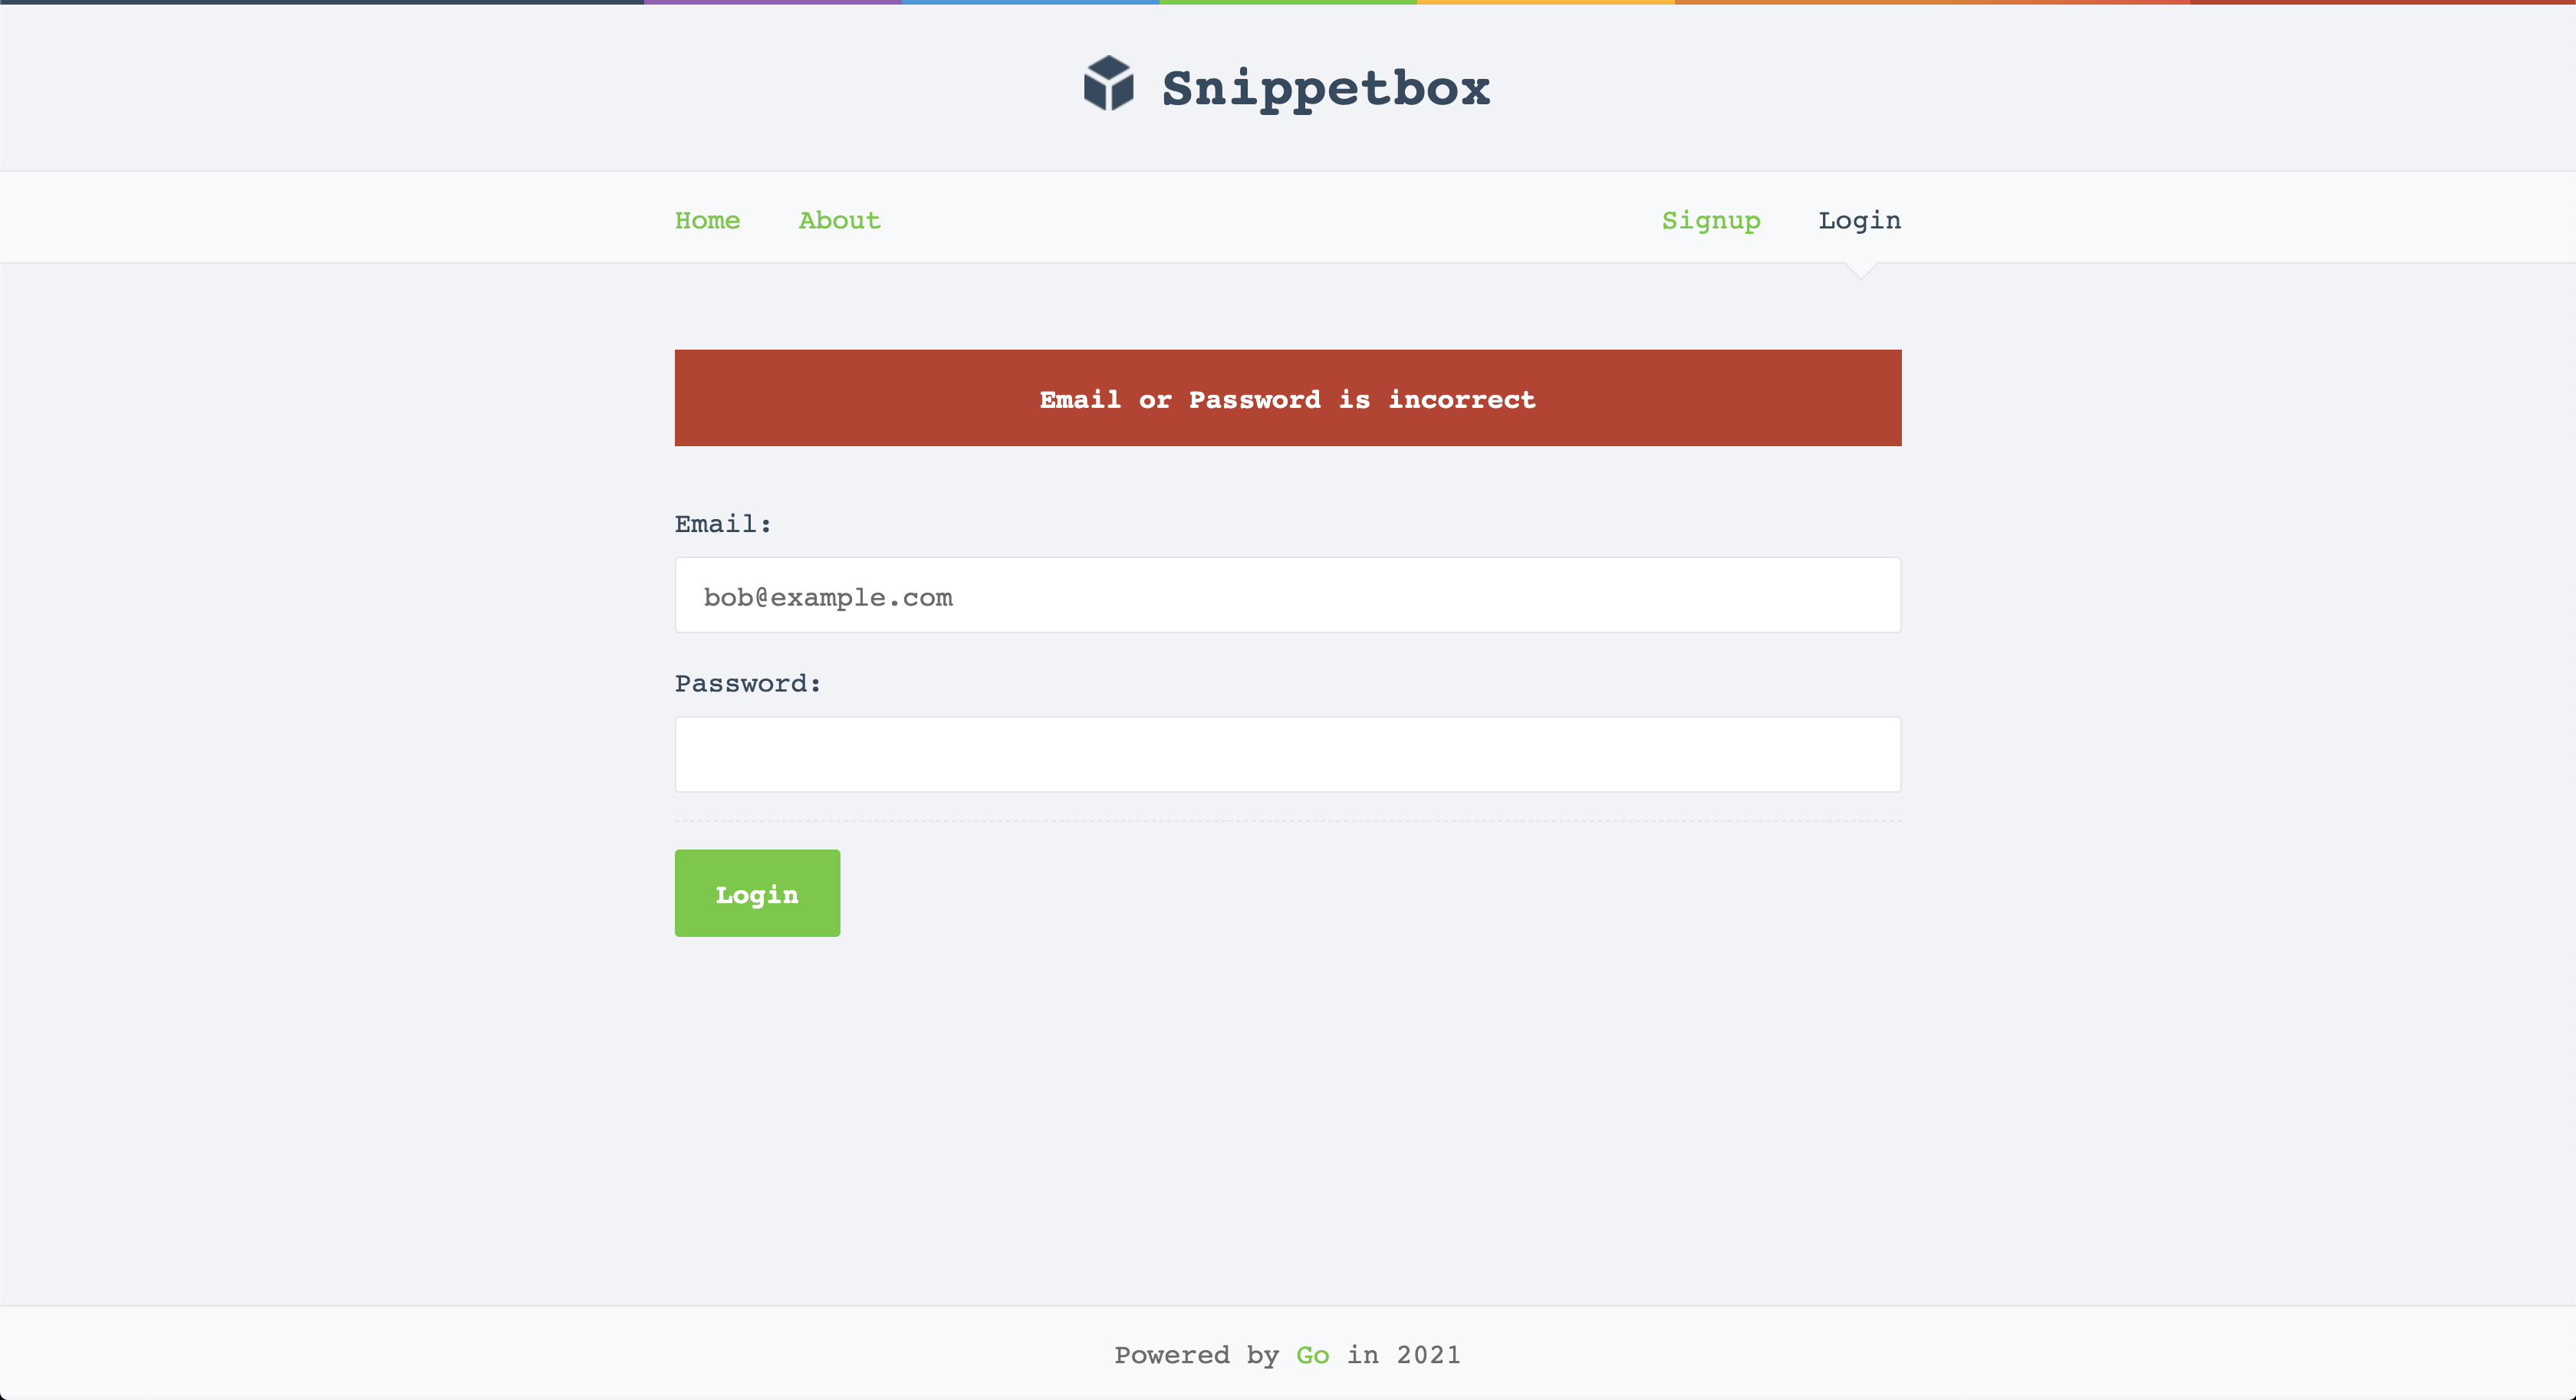 Snippetbox
Home About Signup Login
Email or Password is incorrect
Email:
bob@example.com
Password:
Login
Powered by Go in 2021